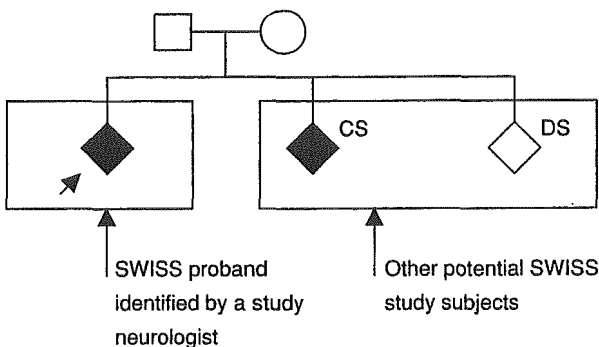 CS
DS
SWISS proband
identified by a study
neurologist
Other potential SWISS
study subjects